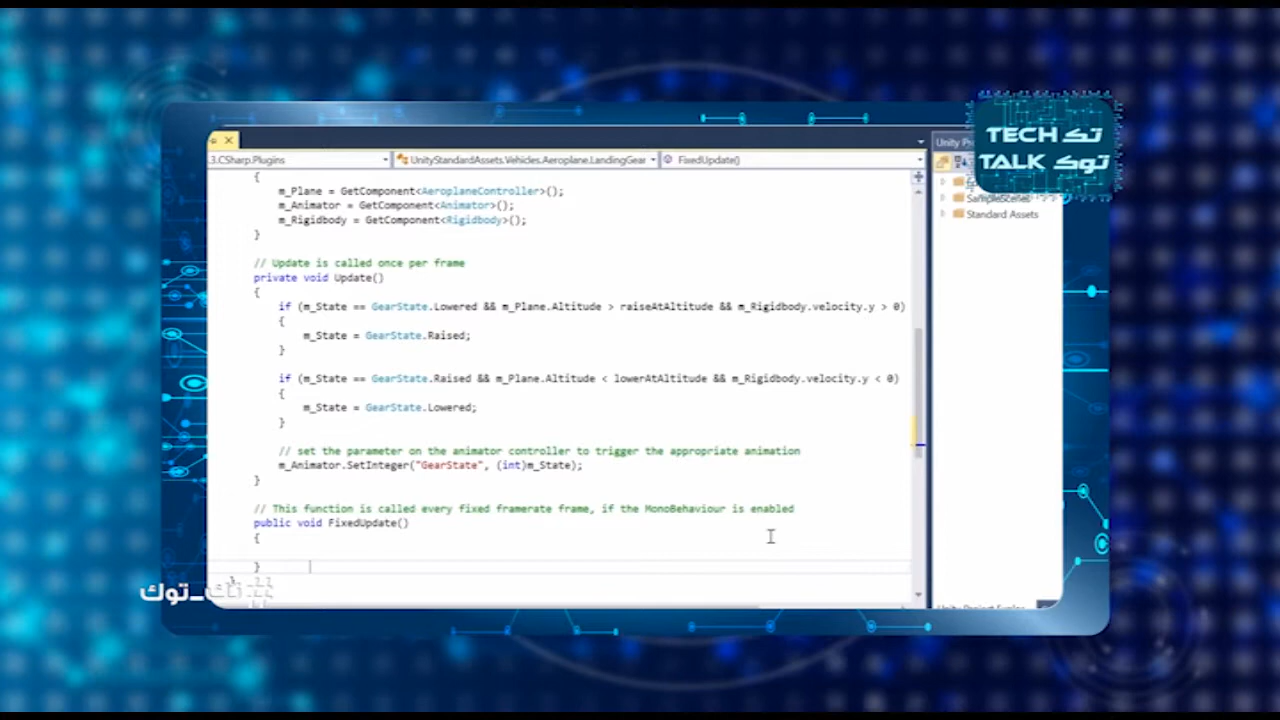 TECH تك
TALK توك
Unity Pro
.3.CSharp.Plugins
UnityStandardAssets.Vehicles.Aeroplane.LandingGear
FixedUpdate()
SampleScenes
Standard Assets
{
m_Plane = GetComponent<AeroplaneController>();
m_Animator = GetComponent<Animator>();
m_Rigidbody = GetComponent<Rigidbody>();
}
// Update is called once per frame
private void Update()
{
if (m_State == GearState.Lowered && m_Plane.Altitude > raiseAtAltitude && m_Rigidbody.velocity.y > 0)
{
m_State = GearState.Raised;
}
if (m_State == GearState.Raised && m_Plane.Altitude < lowerAtAltitude && m_Rigidbody.velocity.y < 0)
{
m_State = GearState.Lowered;
}
// set the parameter on the animator controller to trigger the appropriate animation
m_Animator.SetInteger("GearState", (int)m_State);
}
// This function is called every fixed framerate frame, if the MonoBehaviour is enabled
public void FixedUpdate()
{
}
}
تك_توك